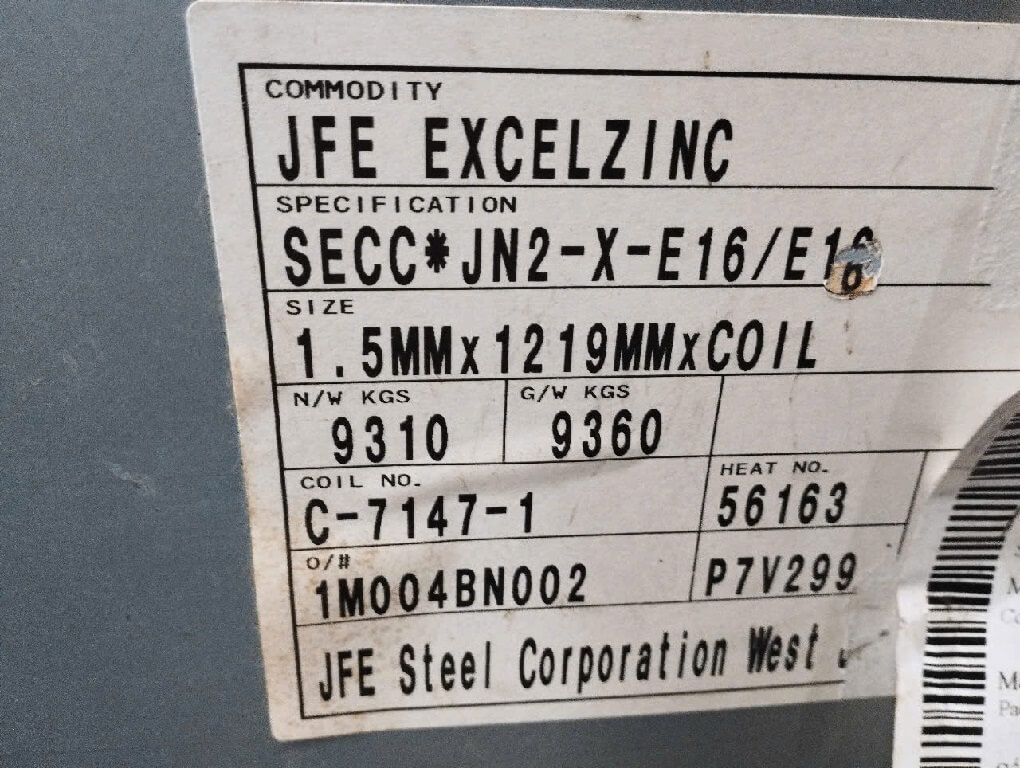 COMMODITY
JFE EXCELZINC
SPECIFICATION
SECC*JN2-X-E16/E16
SIZE
1.5MMx1219MMxCOIL
N/W KGS G/W KGS
9310 9360
COIL NO. HEAT NO.
C-7147-1 56163
O/#
1M004BN002 P7V299
JFE Steel Corporation West